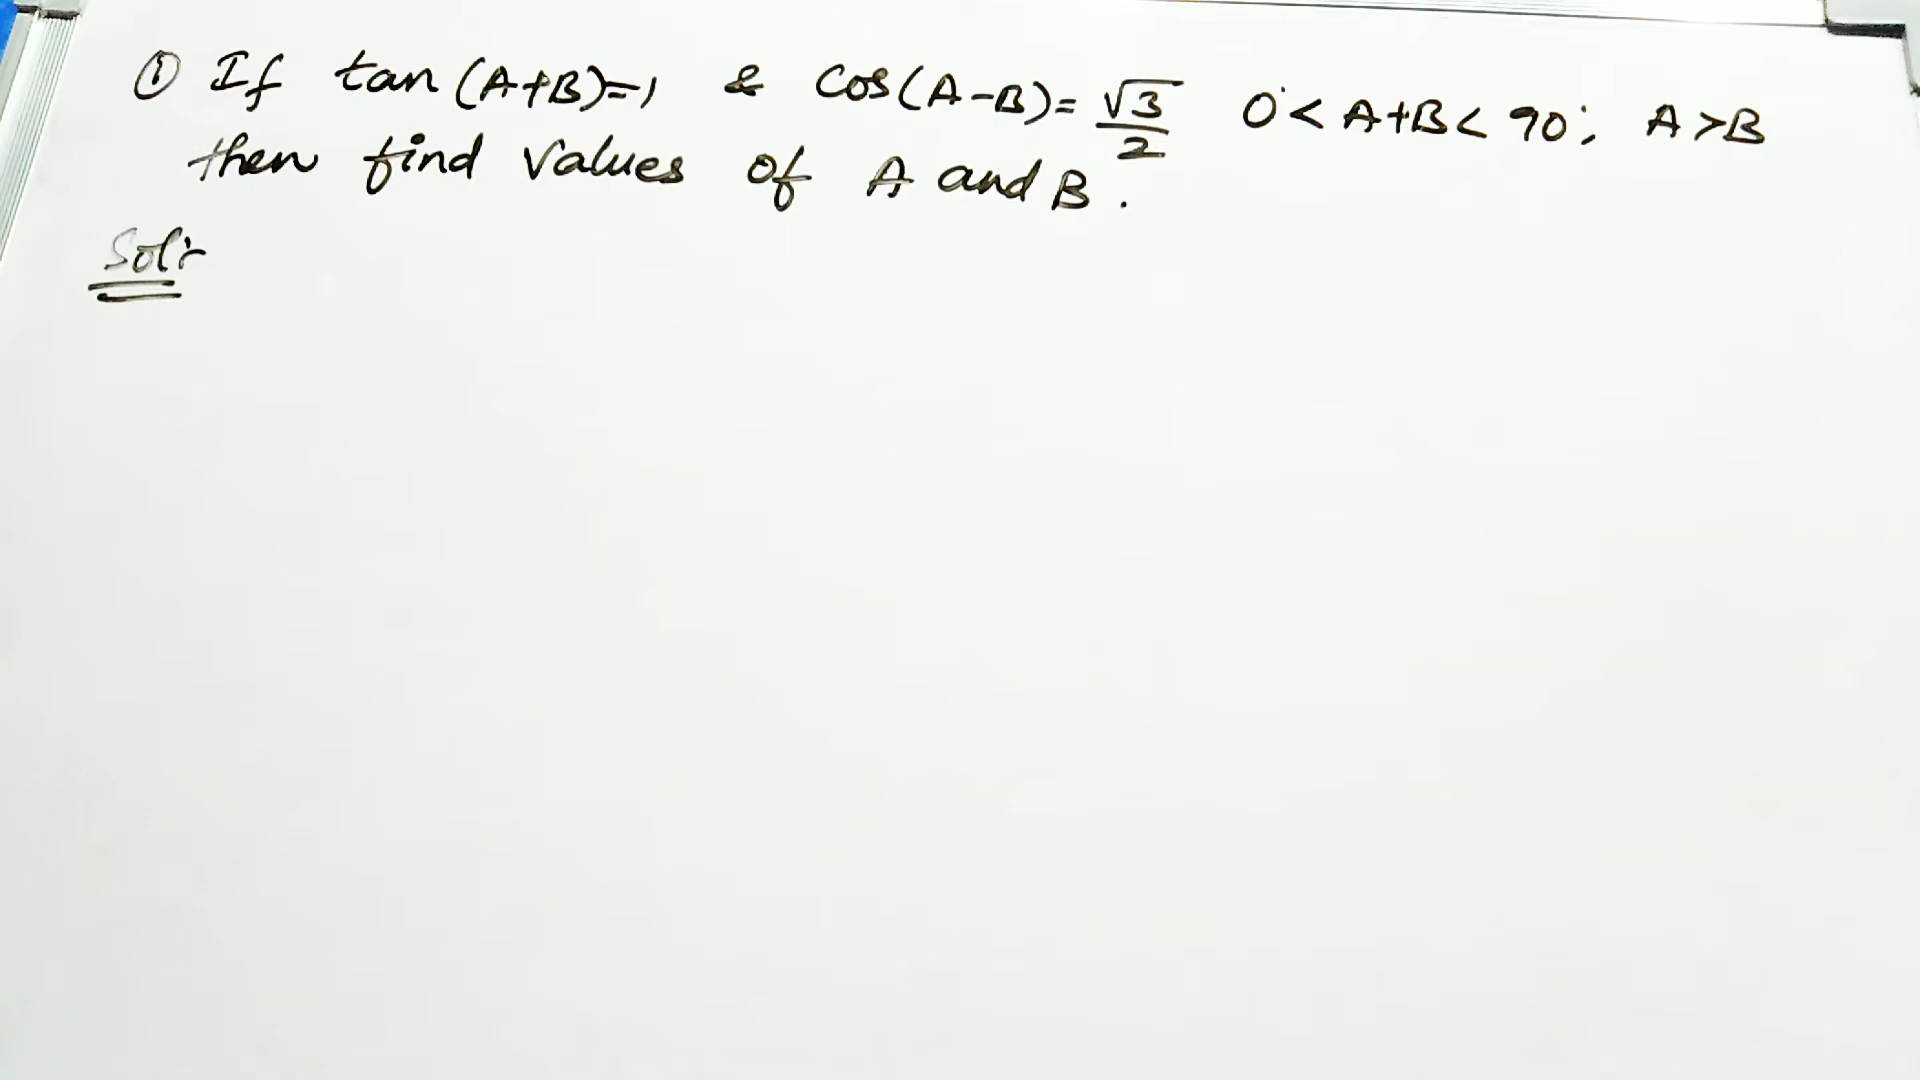 ① If tan (A+B)=1 & Cos(A-B)= √3/2 0°< A+B< 90°; A >B
then find Values of A and B.
Sol:-